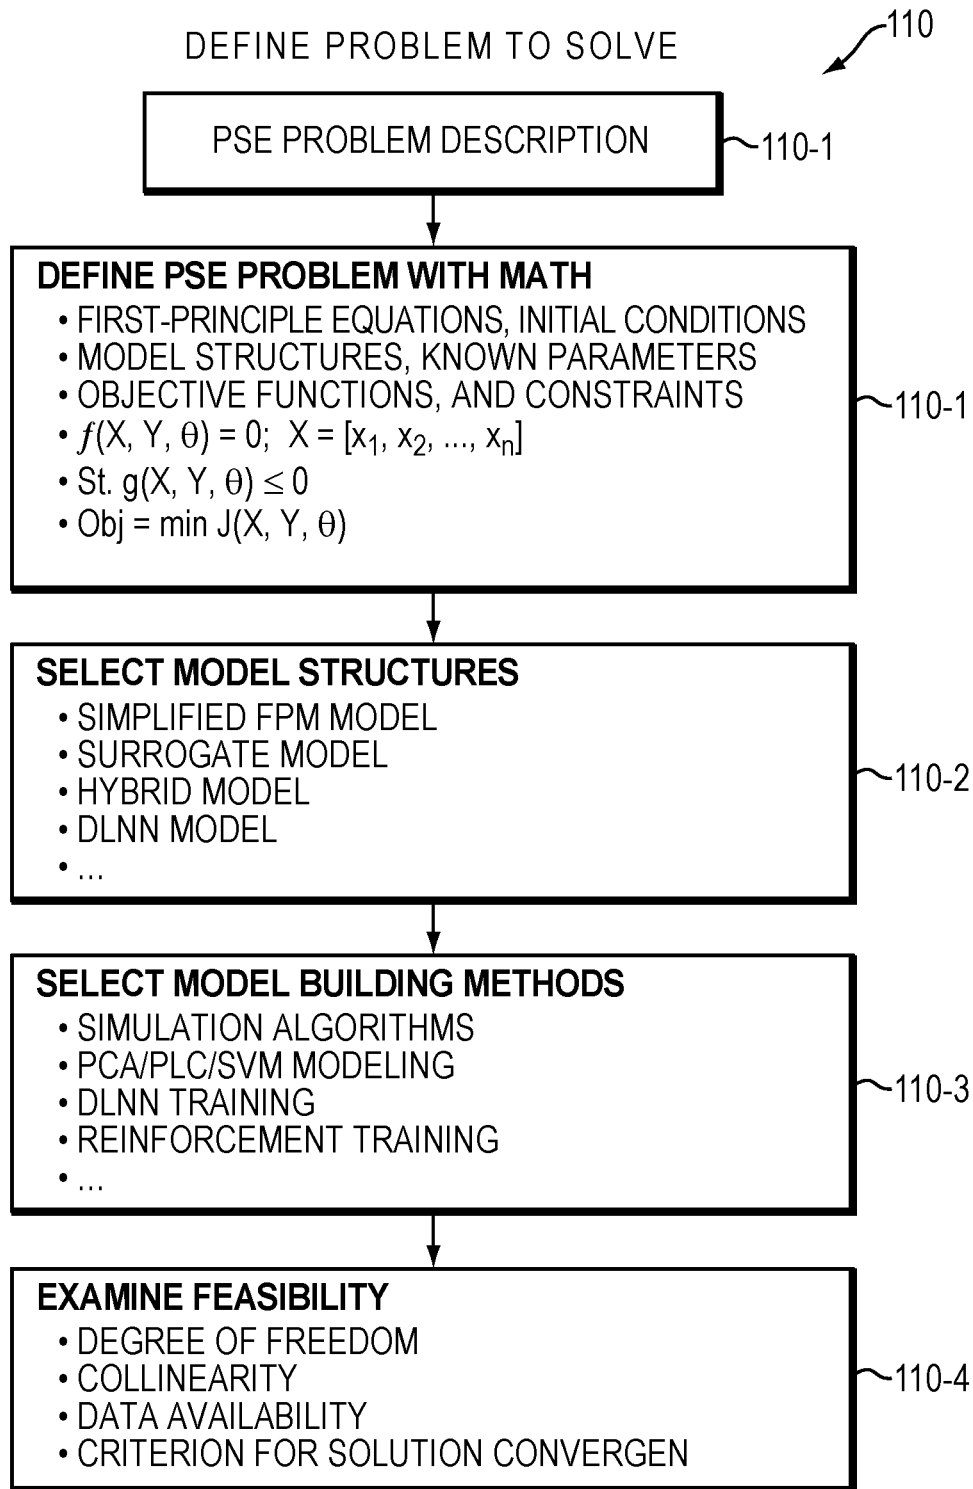 110
DEFINE PROBLEM TO SOLVE
PSE PROBLEM DESCRIPTION
110-1
DEFINE PSE PROBLEM WITH MATH
• FIRST-PRINCIPLE EQUATIONS, INITIAL CONDITIONS
• MODEL STRUCTURES, KNOWN PARAMETERS
• OBJECTIVE FUNCTIONS, AND CONSTRAINTS
• f(X, Y, θ) = 0; X = [x₁, x₂, ..., xₙ]
• St. g(X, Y, θ) ≤ 0
• Obj = min J(X, Y, θ)
110-1
SELECT MODEL STRUCTURES
• SIMPLIFIED FPM MODEL
• SURROGATE MODEL
• HYBRID MODEL
• DLNN MODEL
• ...
110-2
SELECT MODEL BUILDING METHODS
• SIMULATION ALGORITHMS
• PCA/PLC/SVM MODELING
• DLNN TRAINING
• REINFORCEMENT TRAINING
• ...
110-3
EXAMINE FEASIBILITY
• DEGREE OF FREEDOM
• COLLINEARITY
• DATA AVAILABILITY
• CRITERION FOR SOLUTION CONVERGEN
110-4